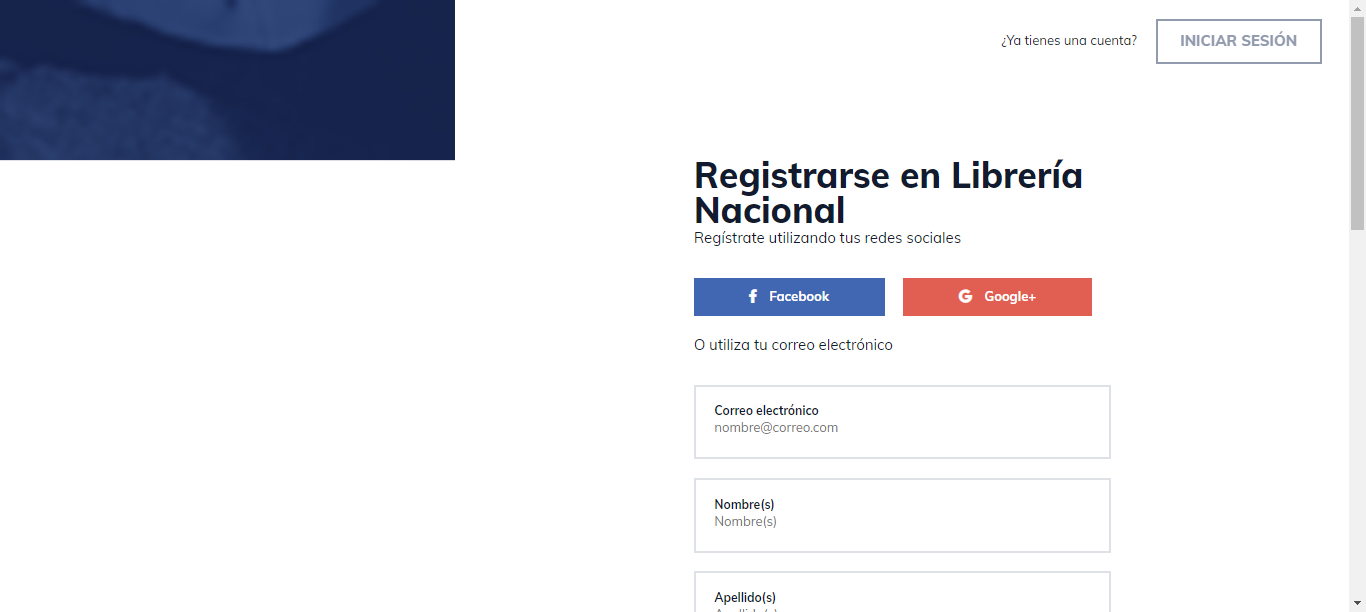 ¿Ya tienes una cuenta?
INICIAR SESIÓN
Registrarse en Librería
Nacional
Regístrate utilizando tus redes sociales
Facebook
Google+
O utiliza tu correo electrónico
Correo electrónico
nombre@correo.com
Nombre(s)
Nombre(s)
Apellido(s)
Apellido(s)